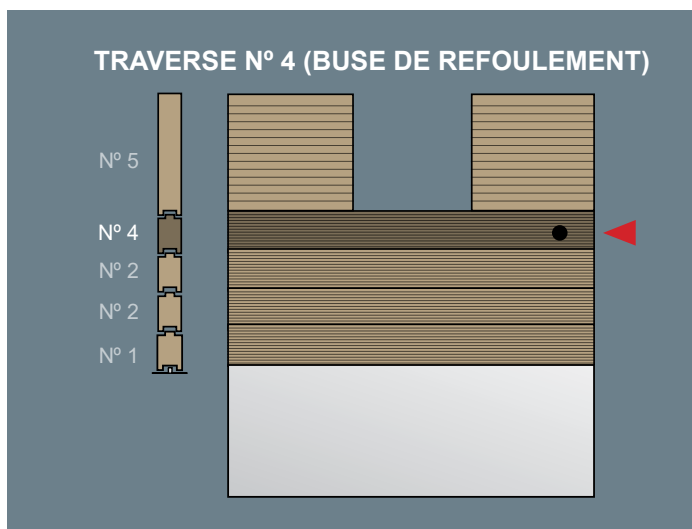 TRAVERSE Nº 4 (BUSE DE REFOULEMENT)
Nº 5
Nº 4
Nº 2
Nº 2
Nº 1